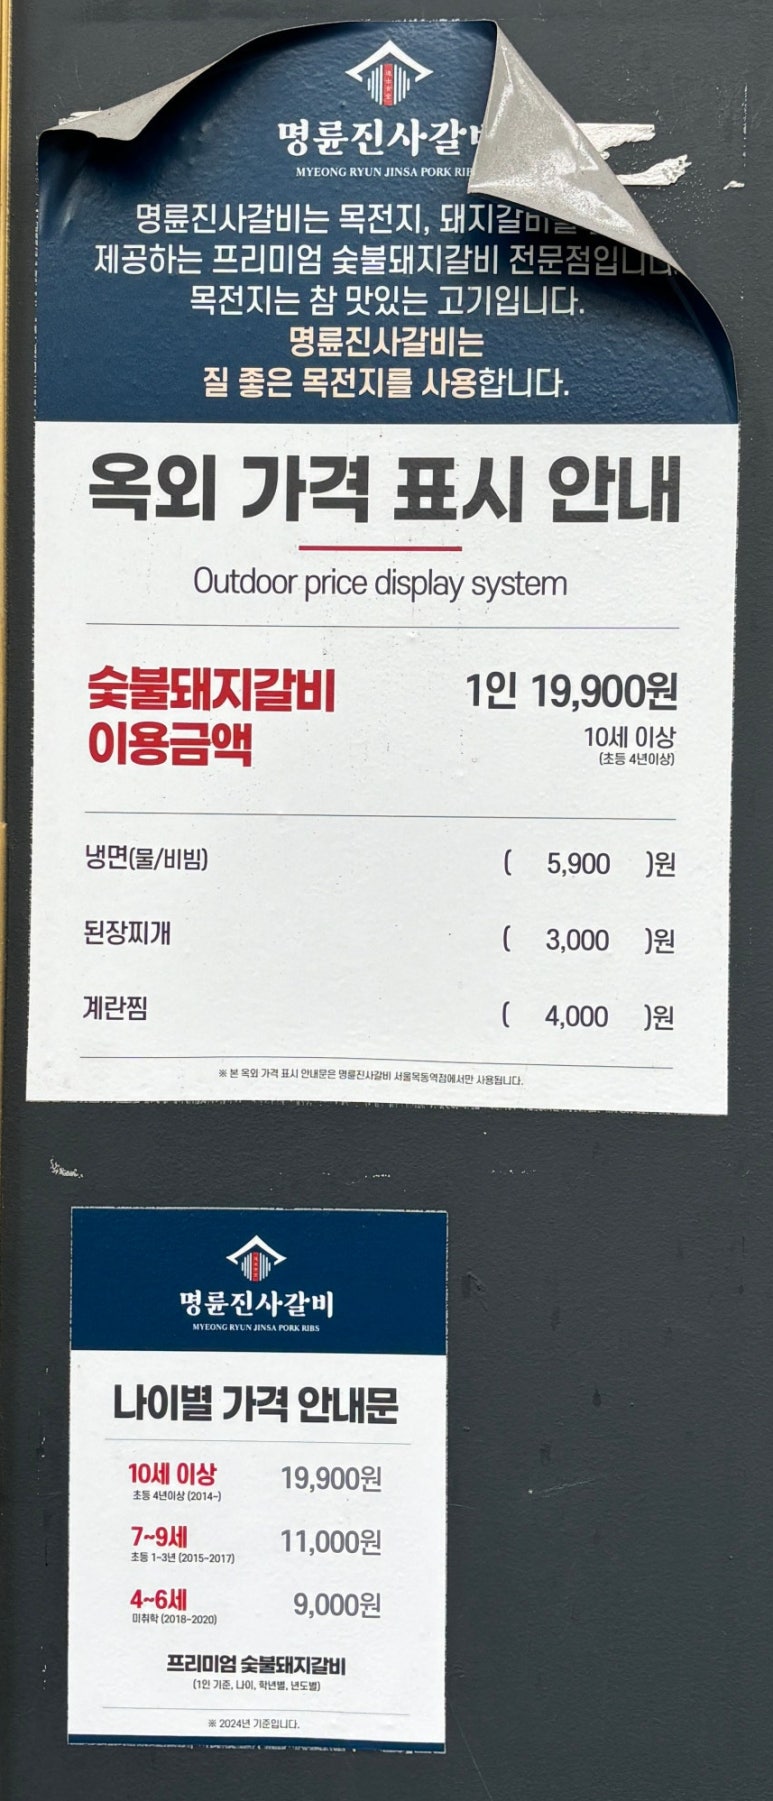 명륜진사갈
MYEONG RYUN JINSA PORK
명륜진사갈비는 목전지, 돼지갈비를
제공하는 프리미엄 숯불돼지갈비 전문점입니다.
목전지는 참 맛있는 고기입니다.
명륜진사갈비는
질 좋은 목전지를 사용합니다.
옥외 가격 표시 안내
Outdoor price display system
숯불돼지갈비 1인 19,900원
이용금액 10세 이상
(초등 4년이상)
냉면(물/비빔) ( 5,900 )원
된장찌개 ( 3,000 )원
계란찜 ( 4,000 )원
※ 본 옥외 가격 표시 안내문은 명륜진사갈비 서울목동역점에서만 사용됩니다.
명륜진사갈비
MYEONG RYUN JINSA PORK RIBS
나이별 가격 안내문
10세 이상 19,900원
초등 4년이상 (2014~)
7~9세 11,000원
초등 1~3년 (2015~2017)
4~6세 9,000원
미취학 (2018~2020)
프리미엄 숯불돼지갈비
(1인 기준, 나이, 학년별, 년도별)
※ 2024년 기준입니다.